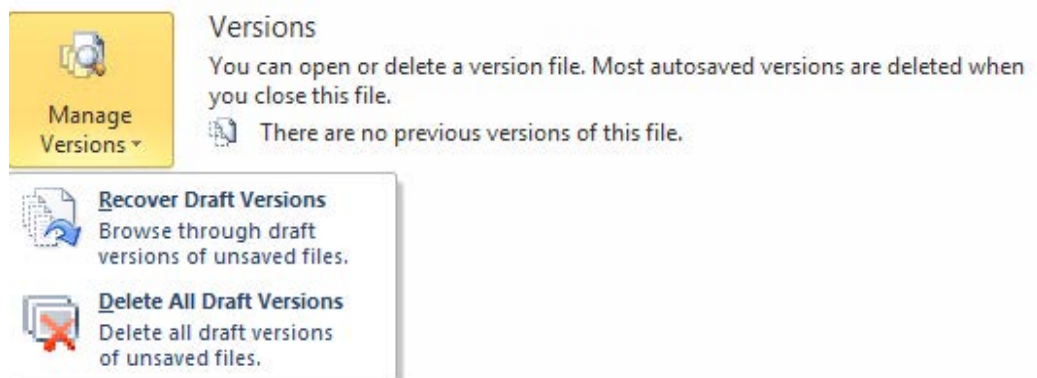 Versions
You can open or delete a version file. Most autosaved versions are deleted when
you close this file.
Manage
Versions
There are no previous versions of this file.
Recover Draft Versions
Browse through draft
versions of unsaved files.
Delete All Draft Versions
Delete all draft versions
of unsaved files.